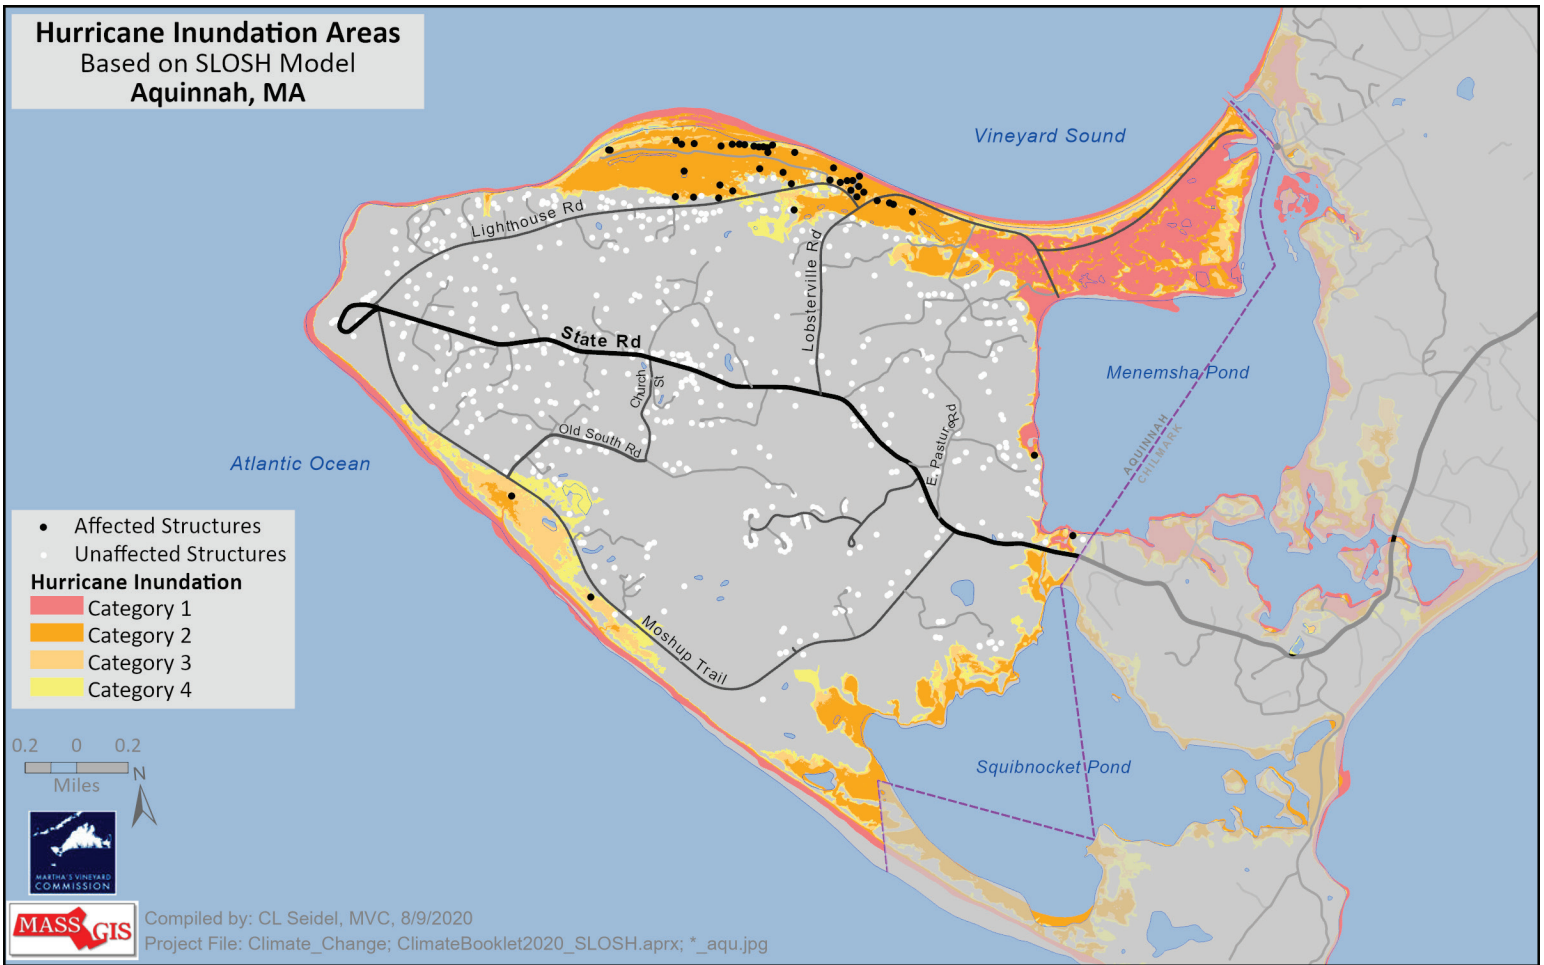 Hurricane Inundation Areas
Based on SLOSH Model
Aquinnah, MA
Vineyard Sound
Lighthouse Rd
Lobsterville Rd
State Rd
Church
St
Menemsha Pond
Old South Rd
E. Pasture Rd
AQUINNAH
CHILMARK
Atlantic Ocean
Affected Structures
Unaffected Structures
Hurricane Inundation
Category 1
Category 2
Category 3
Category 4
Moshup Trail
Squibnocket Pond
0.2 0 0.2
Miles
N
MARTHA'S VINEYARD
COMMISSION
MASS GIS
Compiled by: CL Seidel, MVC, 8/9/2020
Project File: Climate_Change; ClimateBooklet2020_SLOSH.aprx; *_aqu.jpg